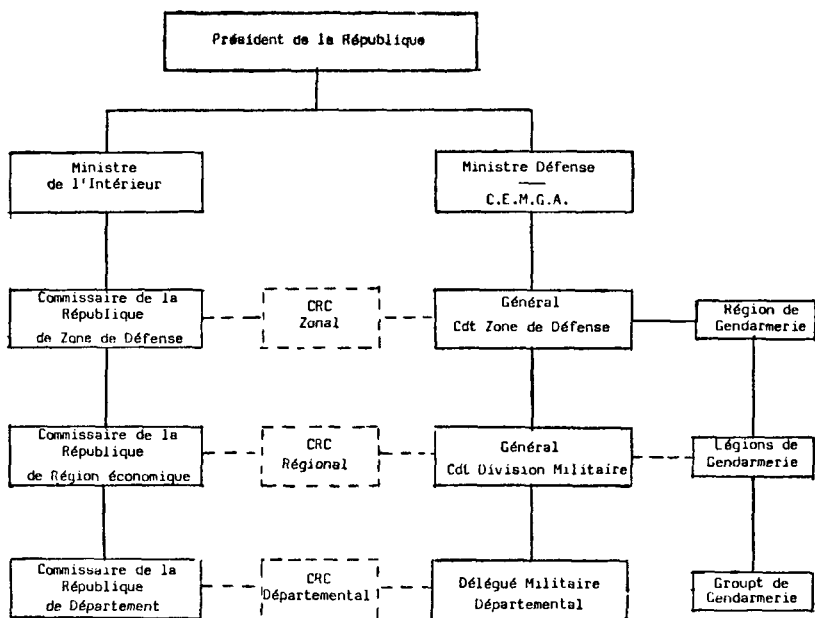 Président de la République
Ministre
de l'Intérieur
Ministre Défense
C.E.M.G.A.
Commissaire de la
République
de Zone de Défense
CRC
Zonal
Général
Cdt Zone de Défense
Région de
Gendarmerie
Commissaire de la
République
de Région économique
CRC
Régional
Général
Cdt Division Militaire
Légions de
Gendarmerie
Commissaire de la
République
de Département
CRC
Départemental
Délégué Militaire
Départemental
Groupt de
Gendarmerie